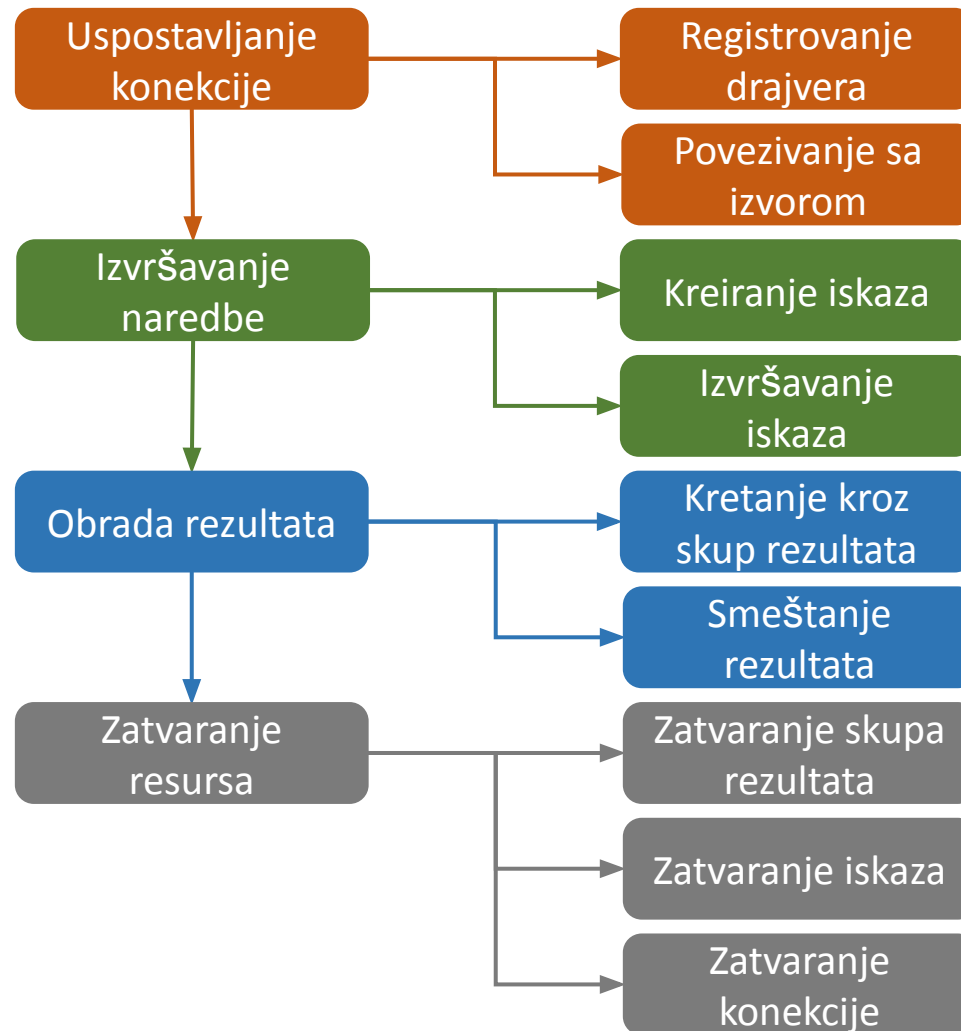 Uspostavljanje
konekcije
Registrovanje
drajvera
Povezivanje sa
izvorom
Izvršavanje
naredbe
Kreiranje iskaza
Izvršavanje
iskaza
Obrada rezultata
Kretanje kroz
skup rezultata
Smeštanje
rezultata
Zatvaranje
resursa
Zatvaranje skupa
rezultata
Zatvaranje iskaza
Zatvaranje
konekcije